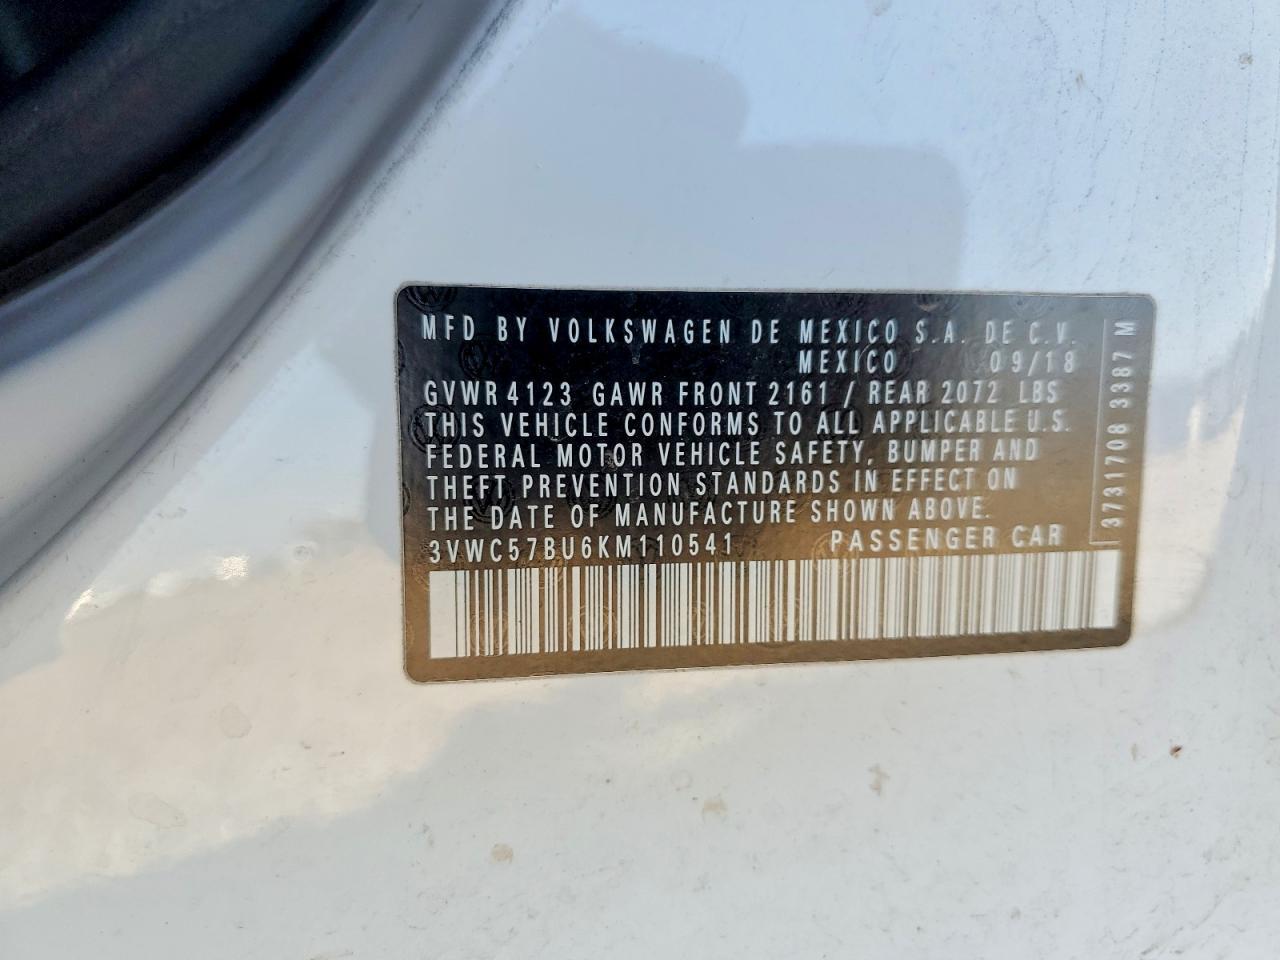 MFD BY VOLKSWAGEN DE MEXICO S.A. DE C.V.
MEXICO 09/18
GVWR 4123 GAWR FRONT 2161 / REAR 2072 LBS
THIS VEHICLE CONFORMS TO ALL APPLICABLE U.S.
FEDERAL MOTOR VEHICLE SAFETY, BUMPER AND
THEFT PREVENTION STANDARDS IN EFFECT ON
THE DATE OF MANUFACTURE SHOWN ABOVE.
3VWC57BU6KM110541 PASSENGER CAR
3731708 3387 M